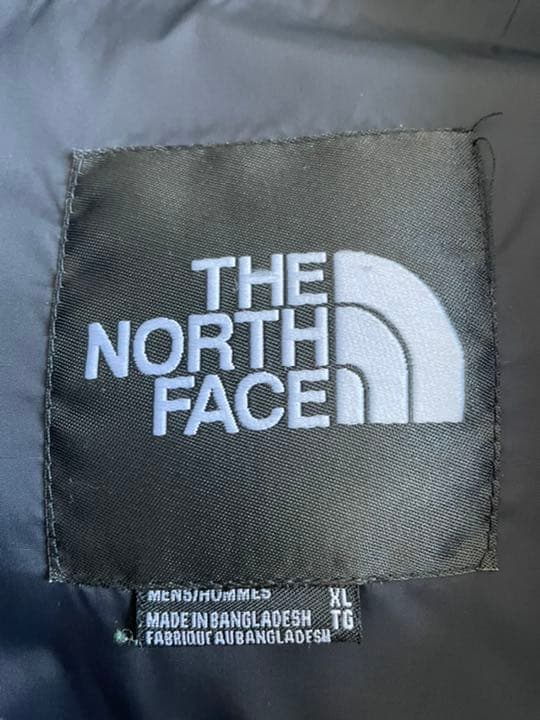 THE
NORTH
FACE
MENS/HOMMES XL
MADE IN BANGLADESH TG
FABRIQUE AU BANGLADESH